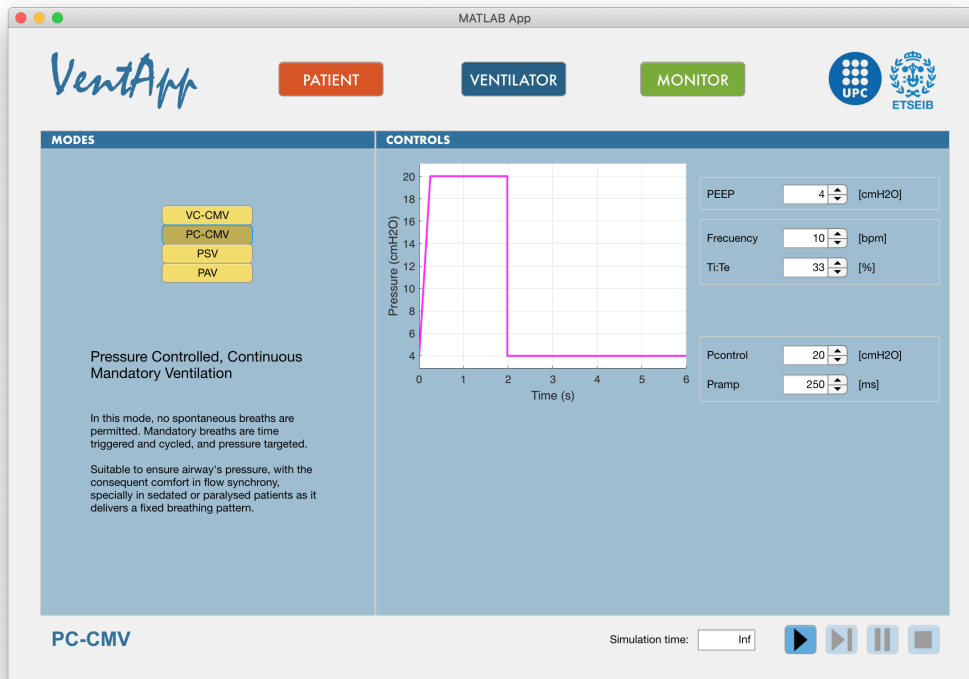 MATLAB App
VentApp
PATIENT
VENTILATOR
MONITOR
UPC
ETSEIB
MODES
CONTROLS
VC-CMV
PC-CMV
PSV
PAV
Pressure Controlled, Continuous
Mandatory Ventilation
In this mode, no spontaneous breaths are
permitted. Mandatory breaths are time
triggered and cycled, and pressure targeted.
Suitable to ensure airway's pressure, with the
consequent comfort in flow synchrony,
specially in sedated or paralysed patients as it
delivers a fixed breathing pattern.
Pressure (cmH2O)
20
18
16
14
12
10
8
6
4
0 1 2 3 4 5 6
Time (s)
PEEP 4 [cmH2O]
Frecuency 10 [bpm]
Ti:Te 33 [%]
Pcontrol 20 [cmH2O]
Pramp 250 [ms]
PC-CMV
Simulation time: Inf